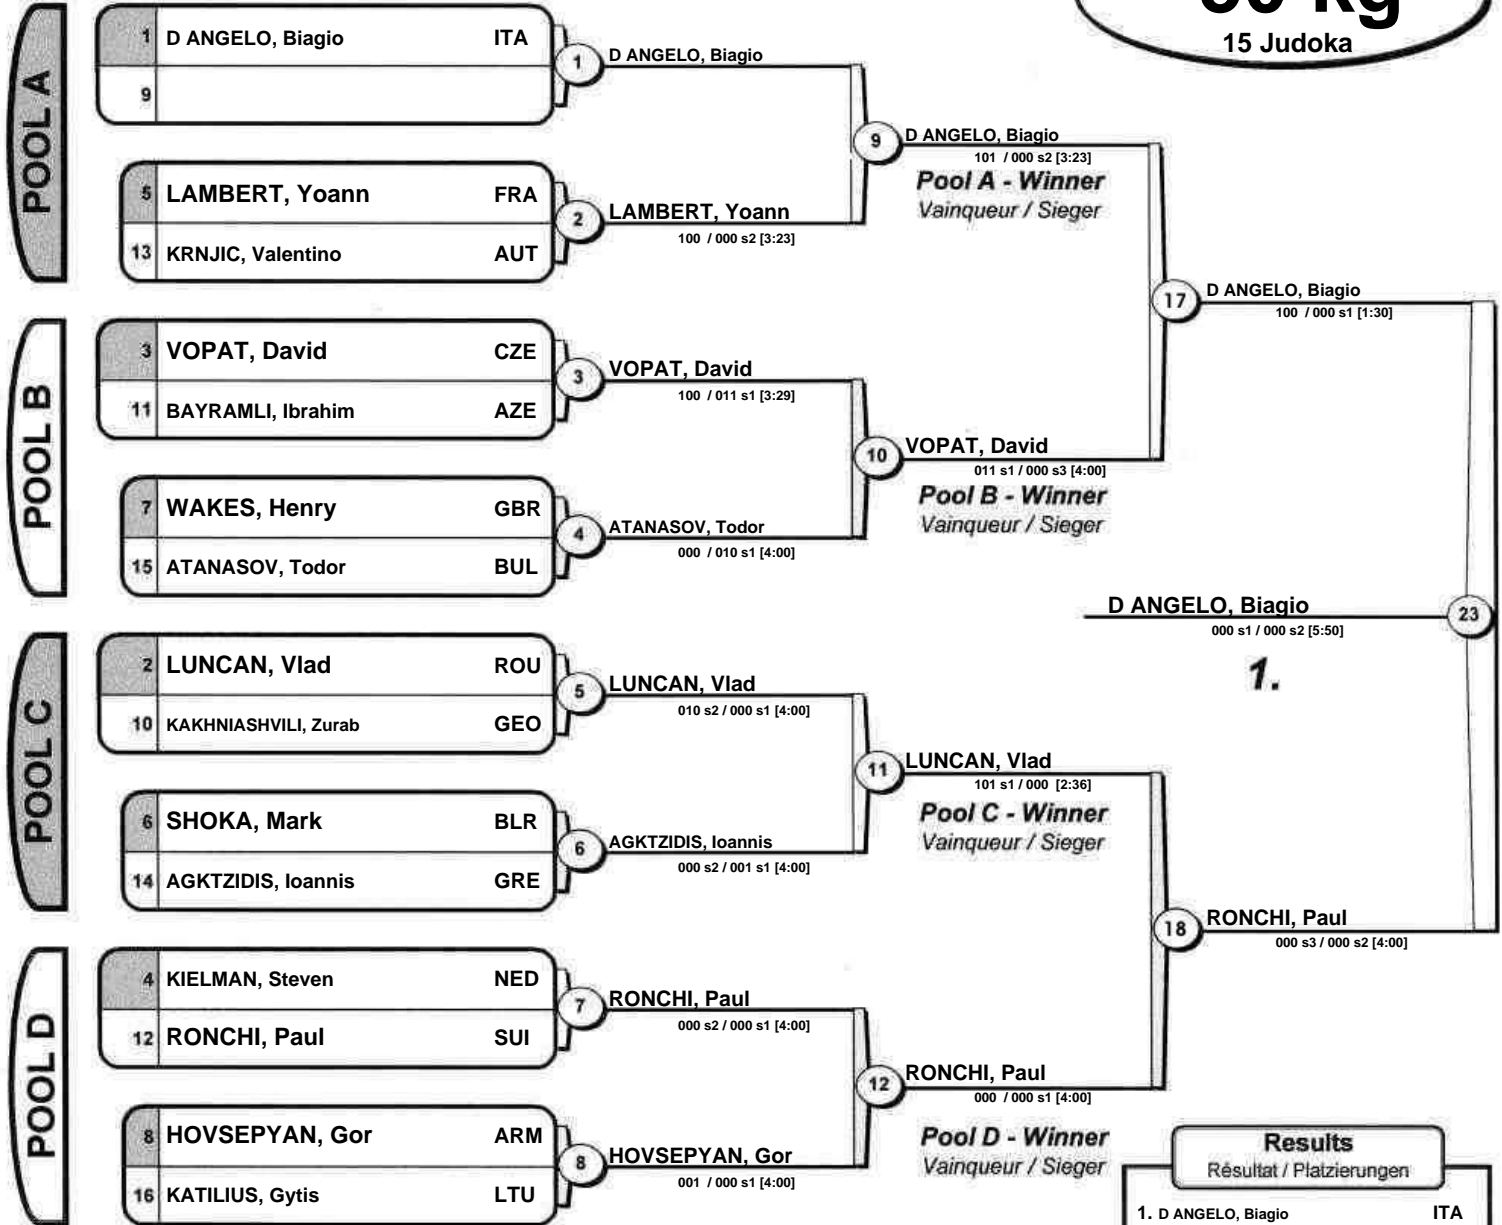 15 Judoka
POOL A
1 D ANGELO, Biagio ITA
9
1 D ANGELO, Biagio
5 LAMBERT, Yoann FRA
13 KRNJIC, Valentino AUT
2 LAMBERT, Yoann
100 / 000 s2 [3:23]
9 D ANGELO, Biagio
101 / 000 s2 [3:23]
Pool A - Winner
Vainqueur / Sieger
POOL B
3 VOPAT, David CZE
11 BAYRAMLI, Ibrahim AZE
3 VOPAT, David
100 / 011 s1 [3:29]
7 WAKES, Henry GBR
15 ATANASOV, Todor BUL
4 ATANASOV, Todor
000 / 010 s1 [4:00]
10 VOPAT, David
011 s1 / 000 s3 [4:00]
Pool B - Winner
Vainqueur / Sieger
17 D ANGELO, Biagio
100 / 000 s1 [1:30]
D ANGELO, Biagio 23
000 s1 / 000 s2 [5:50]
1.
POOL C
2 LUNCAN, Vlad ROU
10 KAKHNIASHVILI, Zurab GEO
5 LUNCAN, Vlad
010 s2 / 000 s1 [4:00]
6 SHOKA, Mark BLR
14 AGKTZIDIS, Ioannis GRE
6 AGKTZIDIS, Ioannis
000 s2 / 001 s1 [4:00]
11 LUNCAN, Vlad
101 s1 / 000 [2:36]
Pool C - Winner
Vainqueur / Sieger
18 RONCHI, Paul
000 s3 / 000 s2 [4:00]
POOL D
4 KIELMAN, Steven NED
12 RONCHI, Paul SUI
7 RONCHI, Paul
000 s2 / 000 s1 [4:00]
8 HOVSEPYAN, Gor ARM
16 KATILIUS, Gytis LTU
8 HOVSEPYAN, Gor
001 / 000 s1 [4:00]
12 RONCHI, Paul
000 / 000 s1 [4:00]
Pool D - Winner
Vainqueur / Sieger
Results
Résultat / Platzierungen
1. D ANGELO, Biagio ITA